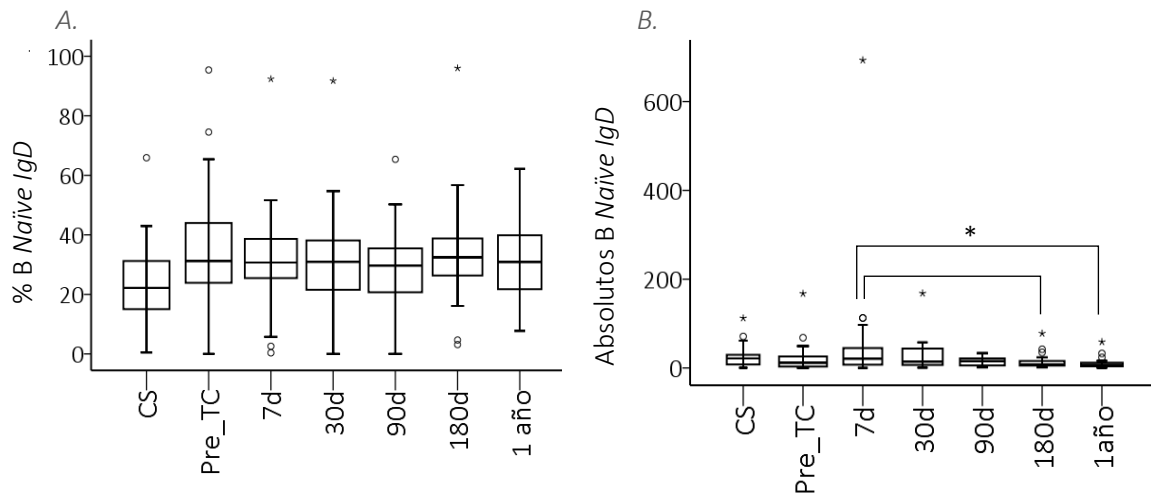 A.
% B Naïve IgD
100
80
60
40
20
0
CS
Pre_TC
7d
30d
90d
180d
1 año
B.
Absolutos B Naïve IgD
600
400
200
0
*
CS
Pre_TC
7d
30d
90d
180d
1año